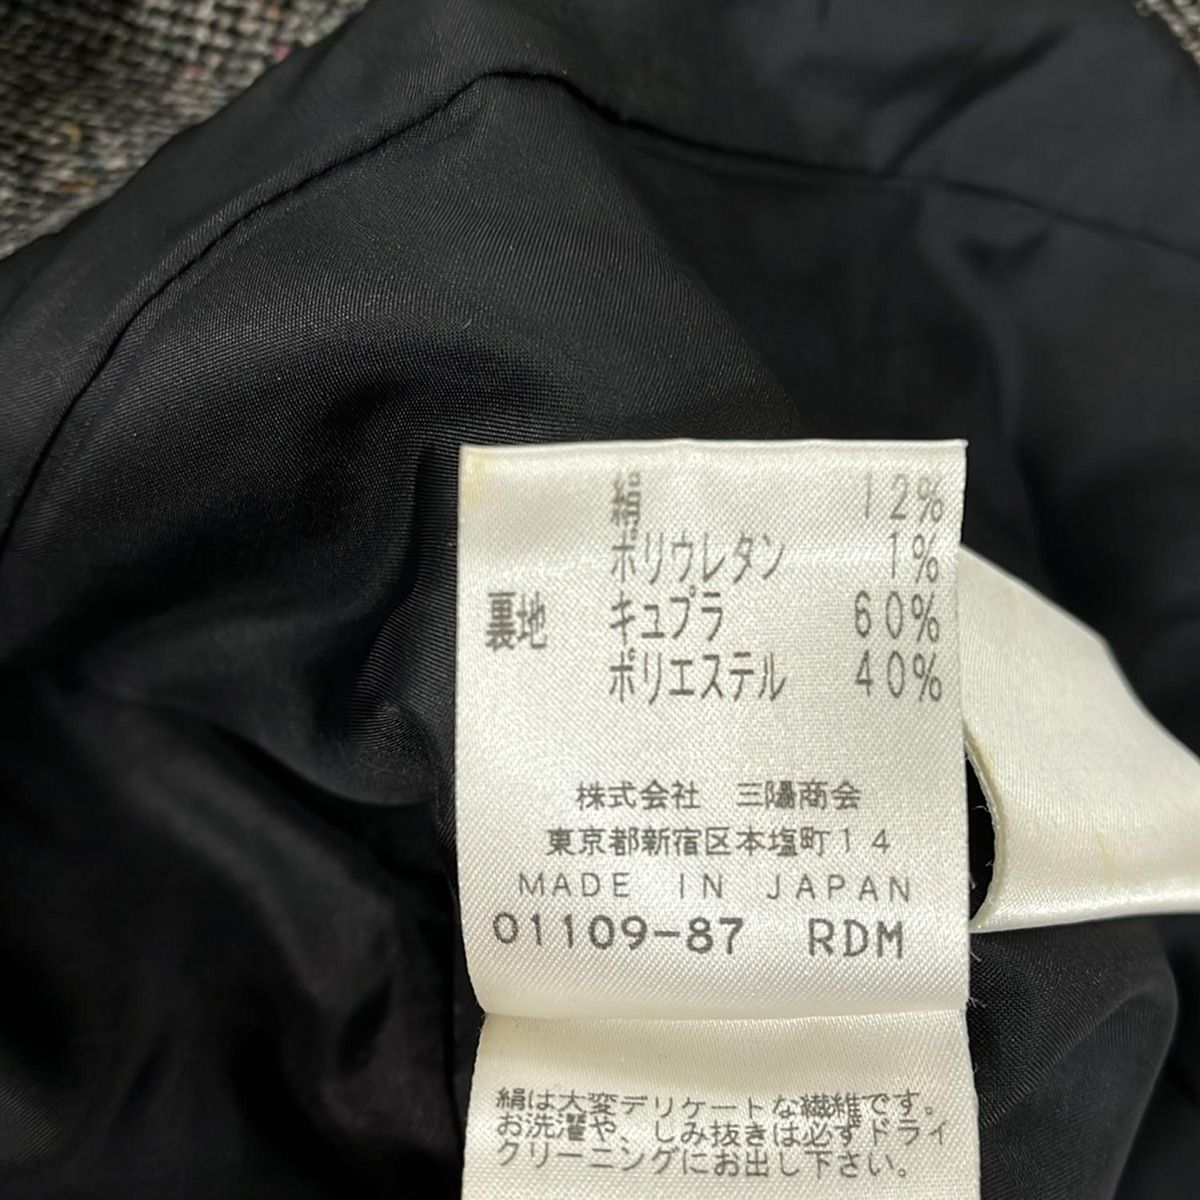 絹 12%
ポリウレタン 1%
裏地 キュプラ 60%
ポリエステル 40%
株式会社 三陽商会
東京都新宿区本塩町14
MADE IN JAPAN
01109-87 RDM
絹は大変デリケートな繊維です。
お洗濯や、しみ抜きは必ずドライ
クリーニングにお出し下さい。